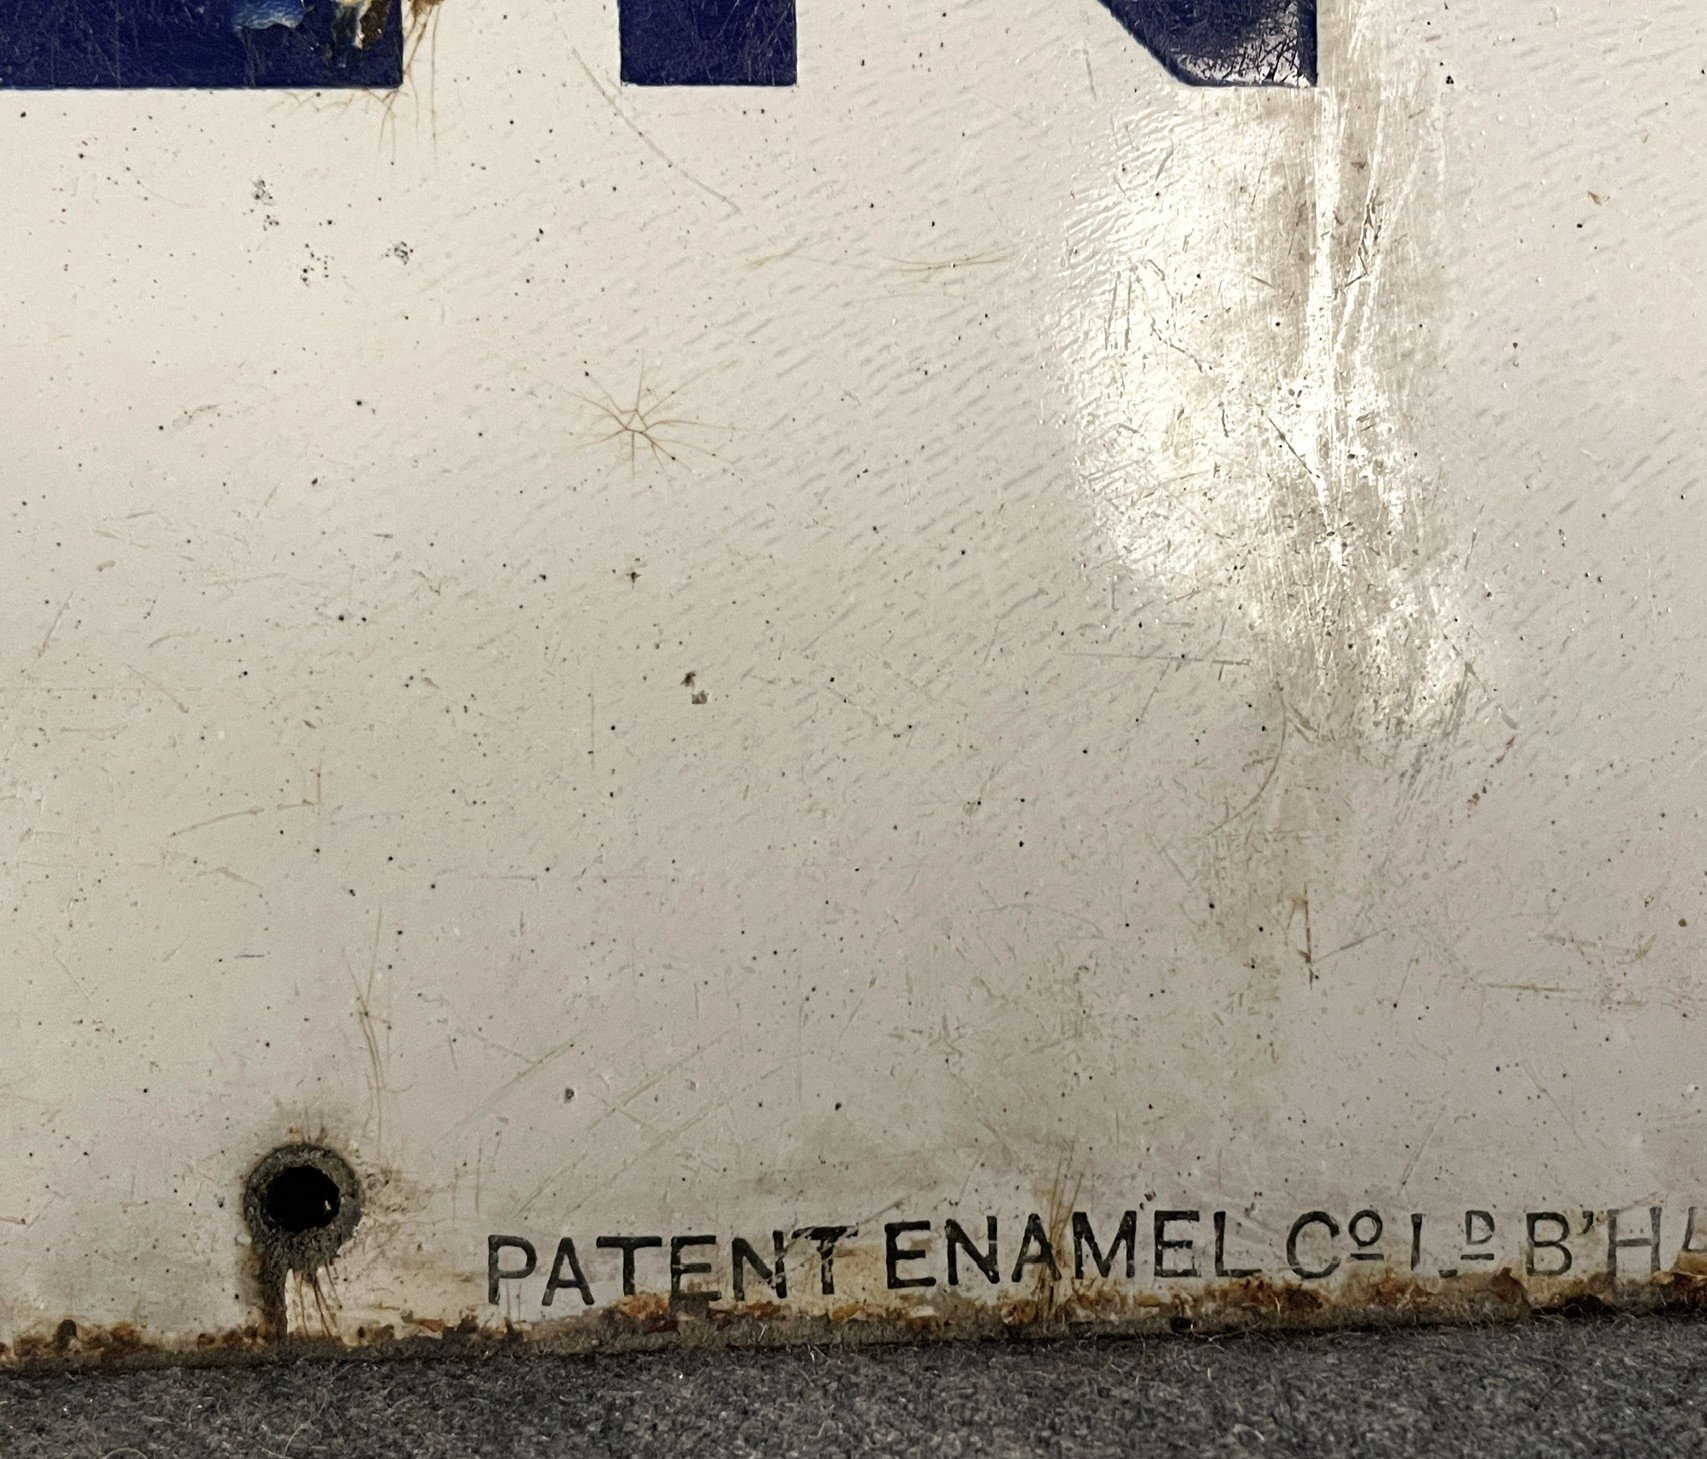 PATENT ENAMEL Cº Lᴰ B'H